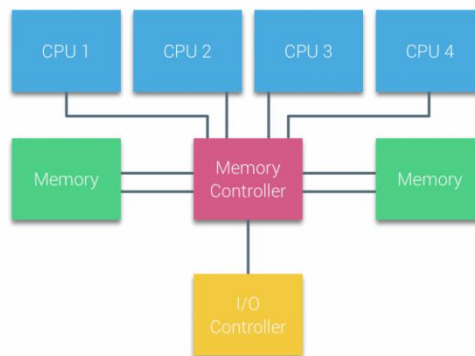 CPU 1
CPU 2
CPU 3
CPU 4
Memory
Memory
Controller
Memory
I/O
Controller